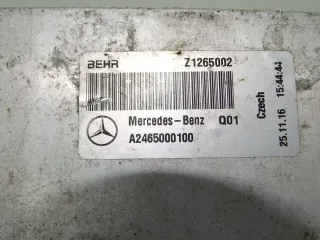 BEHR Z1265002
Mercedes-Benz Q01
A2465000100
Czech
25.11.16 15:44:44